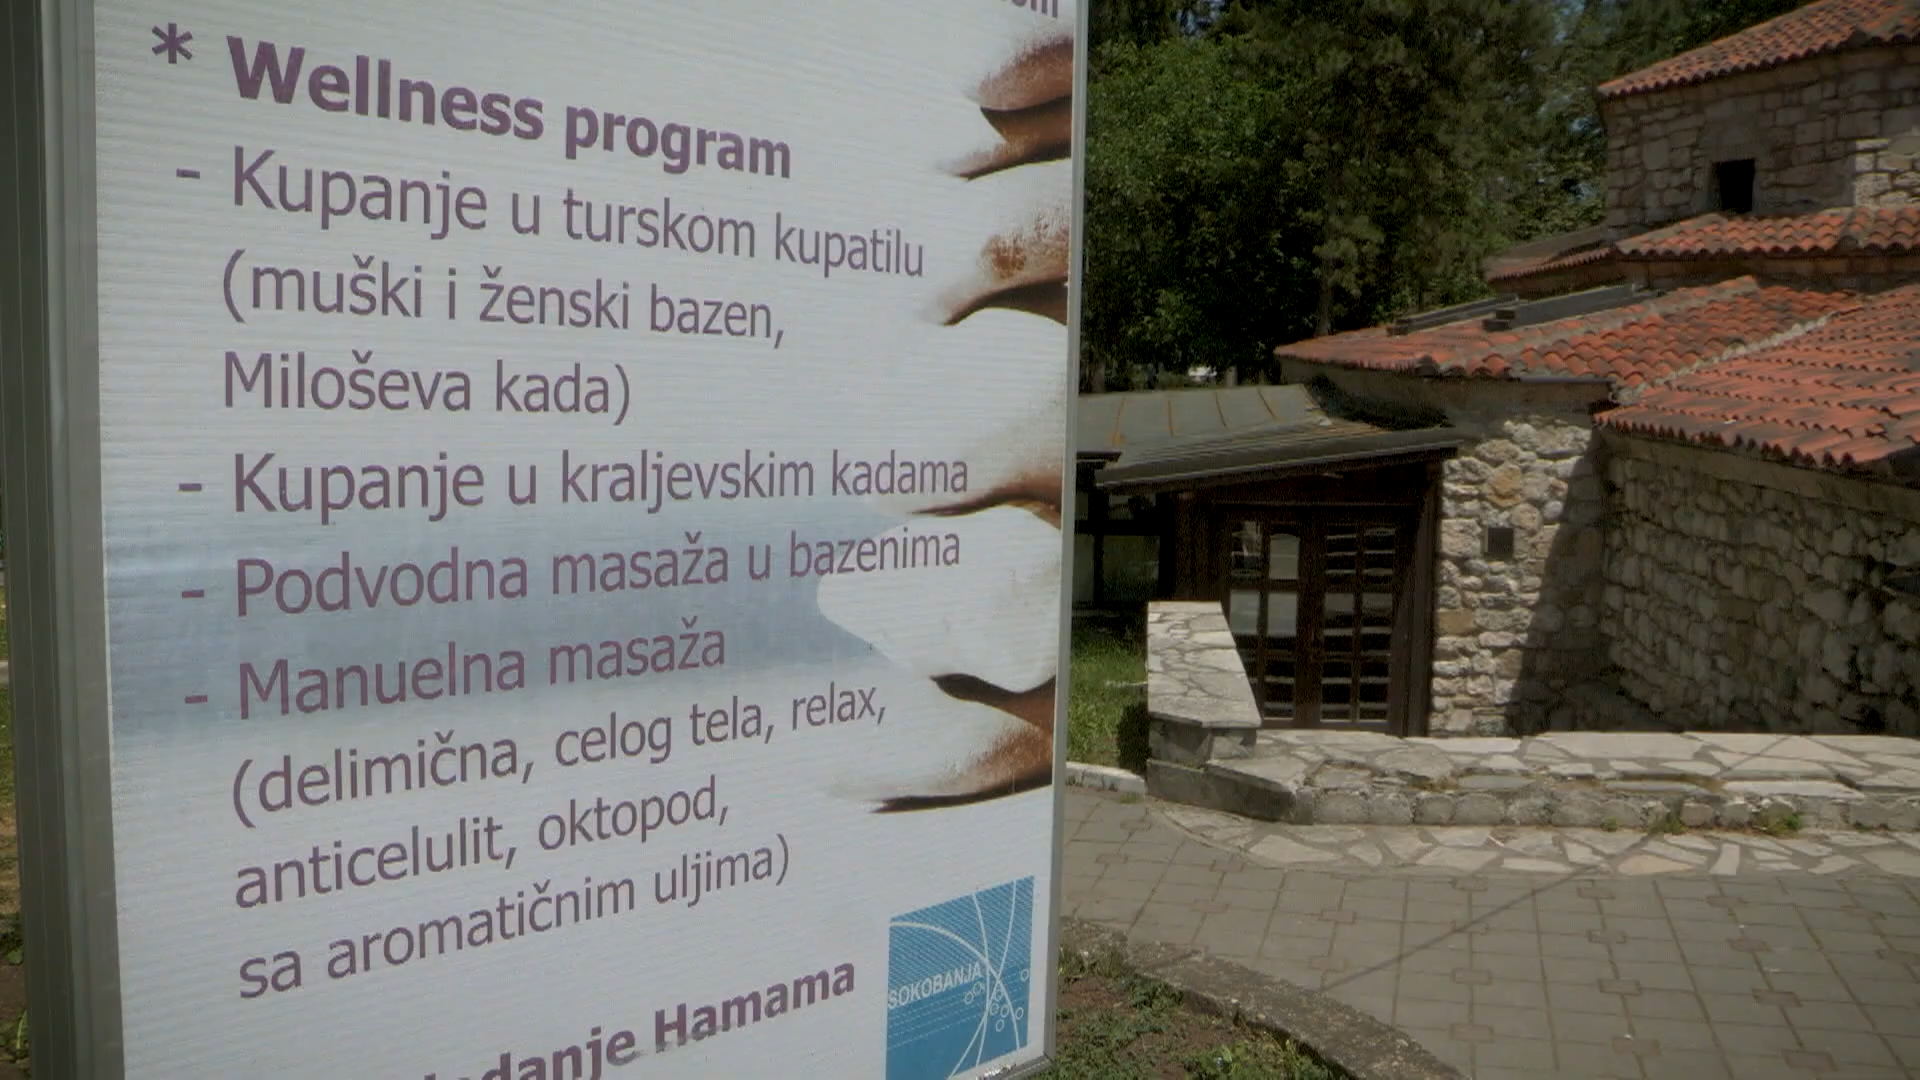 * Wellness program
- Kupanje u turskom kupatilu
(muški i ženski bazen,
Miloševa kada)
- Kupanje u kraljevskim kadama
- Podvodna masaža u bazenima
- Manuelna masaža
(delimična, celog tela, relax,
anticelulit, oktopod,
sa aromatičnim uljima)
Hamama
SOKOBANJA